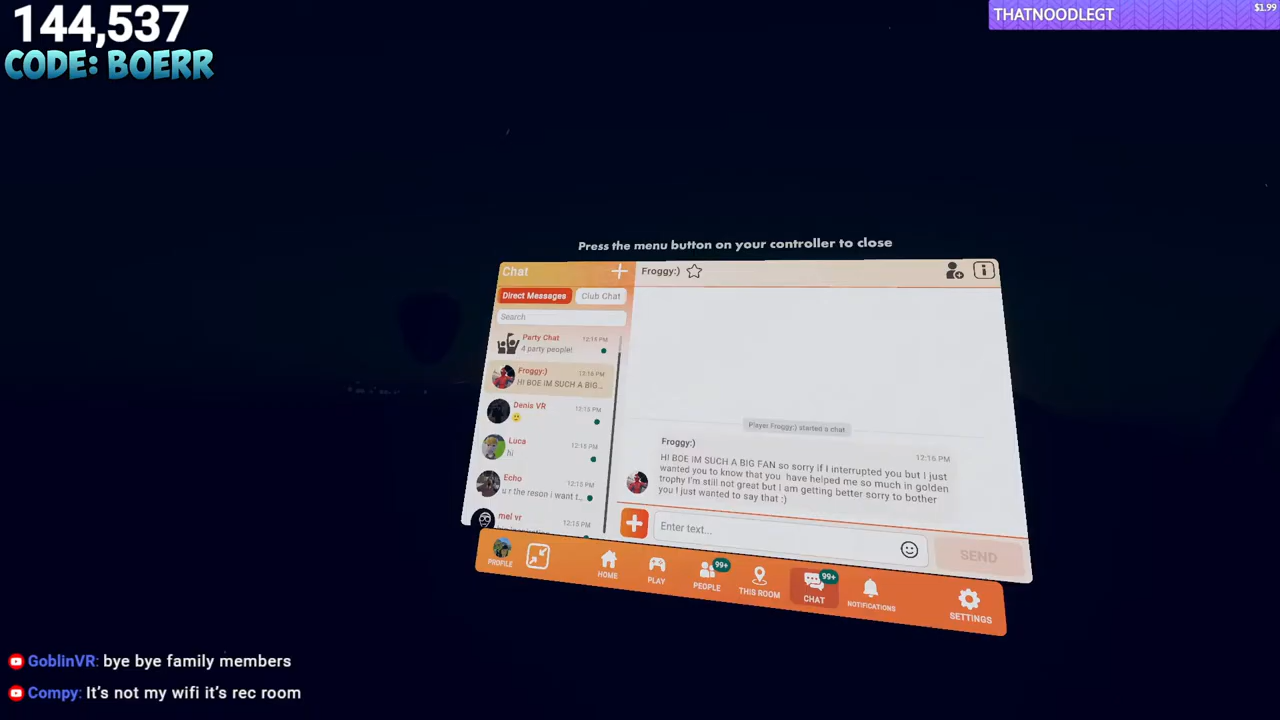 144,537
CODE: BOERR
THATNOODLEGT
$1.99
Press the menu button on your controller to close
Chat
Direct Messages
Club Chat
Search
Party Chat
12:15 PM
4 party people!
Froggy:)
12:16 PM
HI BOE IM SUCH A BIG...
Denis VR
12:15 PM
Luca
12:15 PM
hi
Echo
12:15 PM
u r the reson i want t...
mel vr
12:15 PM
Froggy:)
Player Froggy:) started a chat
Froggy:)
12:16 PM
HI BOE IM SUCH A BIG FAN so sorry if I interrupted you but I just
wanted you to know that you have helped me so much in golden
trophy I'm still not great but I am getting better sorry to bother
you I just wanted to say that :)
Enter text...
SEND
PROFILE
HOME
PLAY
99+
PEOPLE
THIS ROOM
99+
CHAT
NOTIFICATIONS
SETTINGS
GoblinVR: bye bye family members
Compy: It's not my wifi it's rec room